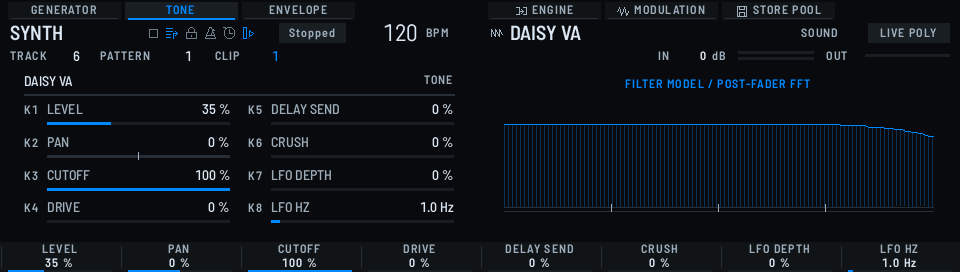 GENERATOR TONE ENVELOPE ENGINE MODULATION STORE POOL
SYNTH Stopped 120 BPM DAISY VA SOUND LIVE POLY
TRACK 6 PATTERN 1 CLIP 1 IN 0 dB OUT
DAISY VA TONE FILTER MODEL / POST-FADER FFT
K1 LEVEL 35 % K5 DELAY SEND 0 %
K2 PAN 0 % K6 CRUSH 0 %
K3 CUTOFF 100 % K7 LFO DEPTH 0 %
K4 DRIVE 0 % K8 LFO HZ 1.0 Hz
LEVEL PAN CUTOFF DRIVE DELAY SEND CRUSH LFO DEPTH LFO HZ
35 % 0 % 100 % 0 % 0 % 0 % 0 % 1.0 Hz